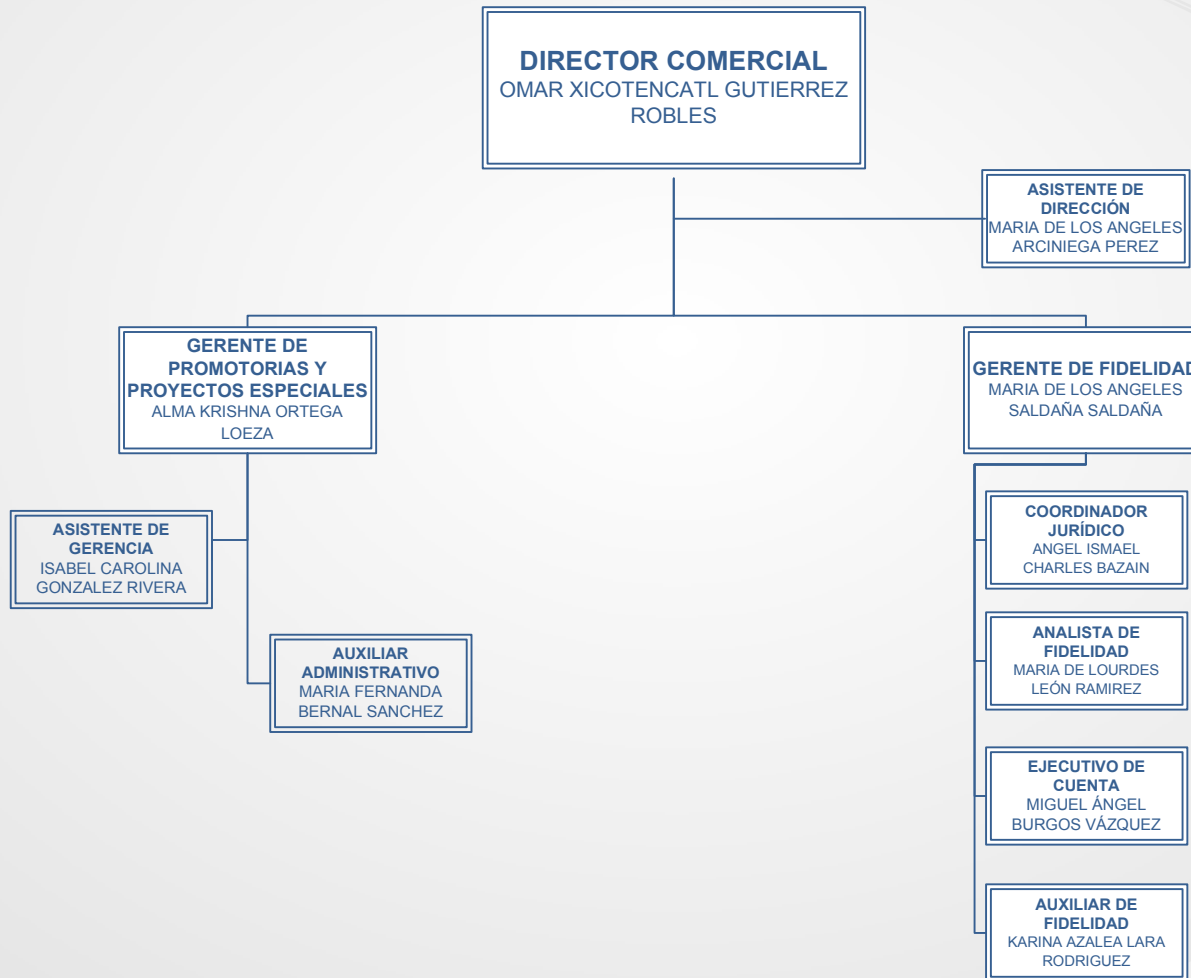 DIRECTOR COMERCIAL
OMAR XICOTENCATL GUTIERREZ
ROBLES
ASISTENTE DE
DIRECCIÓN
MARIA DE LOS ANGELES
ARCINIEGA PEREZ
GERENTE DE
PROMOTORIAS Y
PROYECTOS ESPECIALES
ALMA KRISHNA ORTEGA
LOEZA
GERENTE DE FIDELIDAD
MARIA DE LOS ANGELES
SALDAÑA SALDAÑA
ASISTENTE DE
GERENCIA
ISABEL CAROLINA
GONZALEZ RIVERA
AUXILIAR
ADMINISTRATIVO
MARIA FERNANDA
BERNAL SANCHEZ
COORDINADOR
JURÍDICO
ANGEL ISMAEL
CHARLES BAZAIN
ANALISTA DE
FIDELIDAD
MARIA DE LOURDES
LEÓN RAMIREZ
EJECUTIVO DE
CUENTA
MIGUEL ÁNGEL
BURGOS VÁZQUEZ
AUXILIAR DE
FIDELIDAD
KARINA AZALEA LARA
RODRIGUEZ